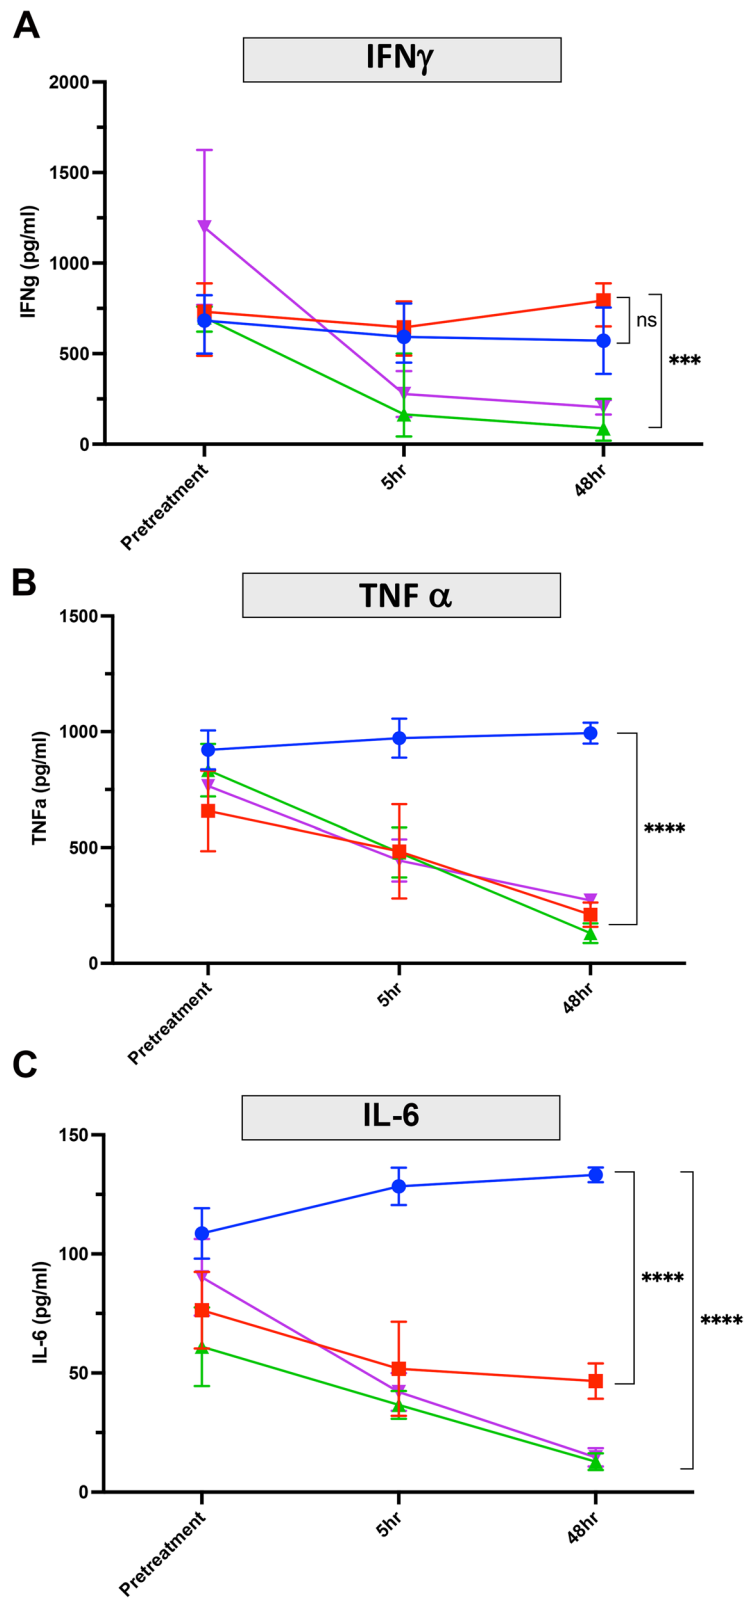 A
IFNγ
2000
1500
1000
500
0
IFNg (pg/ml)
ns
***
Pretreatment
5hr
48hr
B
TNF α
1500
1000
500
0
TNFa (pg/ml)
****
Pretreatment
5hr
48hr
C
IL-6
150
100
50
0
IL-6 (pg/ml)
****
****
Pretreatment
5hr
48hr